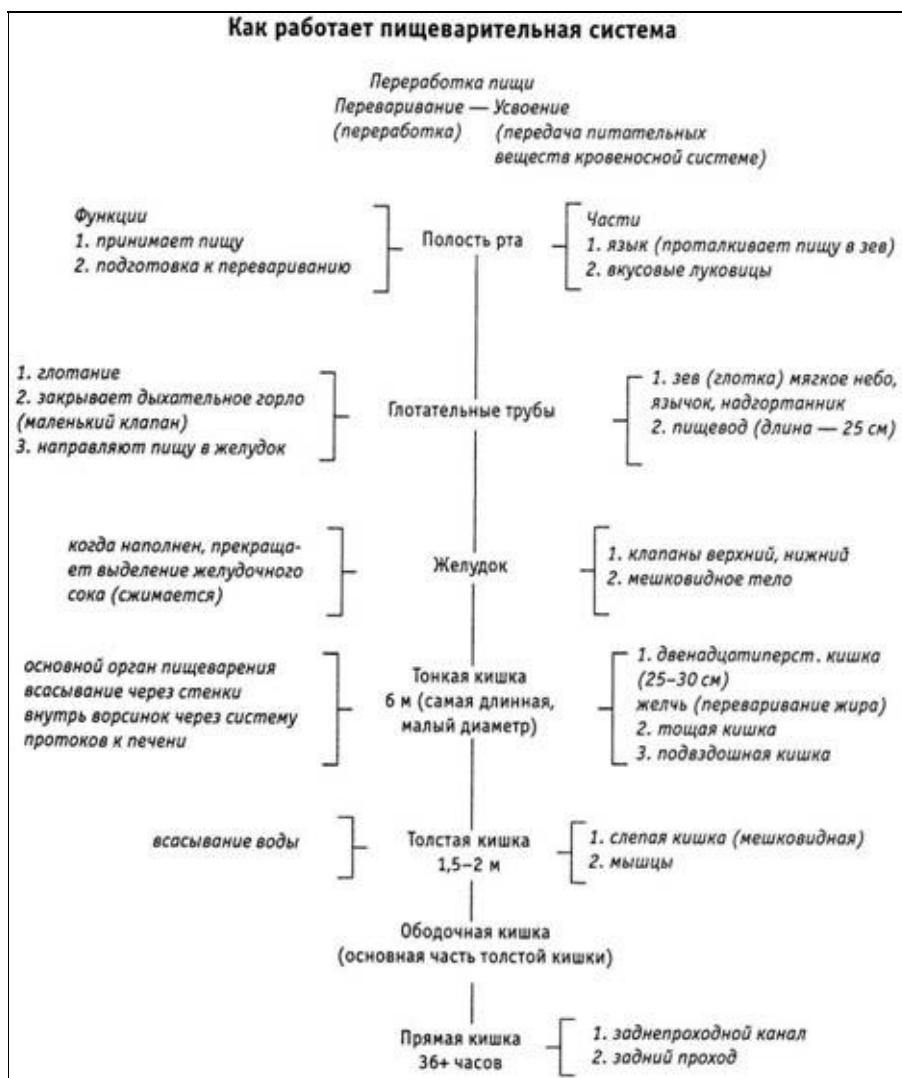 Как работает пищеварительная система
Переработка пищи
Переваривание — Усвоение
(переработка)
(передача питательных
веществ кровеносной системе)
Функции
1. принимает пищу
2. подготовка к перевариванию
Полость рта
Части
1. язык (проталкивает пищу в зев)
2. вкусовые луковицы
1. глотание
2. закрывает дыхательное горло
(маленький клапан)
3. направляют пищу в желудок
Глотательные трубы
1. зев (глотка) мягкое небо,
язычок, надгортанник
2. пищевод (длина — 25 см)
когда наполнен, прекраща-
ет выделение желудочного
сока (сжимается)
Желудок
1. клапаны верхний, нижний
2. мешковидное тело
основной орган пищеварения
всасывание через стенки
внутрь ворсинок через систему
протоков к печени
Тонкая кишка
6 м (самая длинная,
малый диаметр)
1. двенадцатиперст. кишка
(25–30 см)
желчь (переваривание жира)
2. тощая кишка
3. подвздошная кишка
всасывание воды
Толстая кишка
1,5–2 м
1. слепая кишка (мешковидная)
2. мышцы
Ободочная кишка
(основная часть толстой кишки)
Прямая кишка
36+ часов
1. заднепроходной канал
2. задний проход